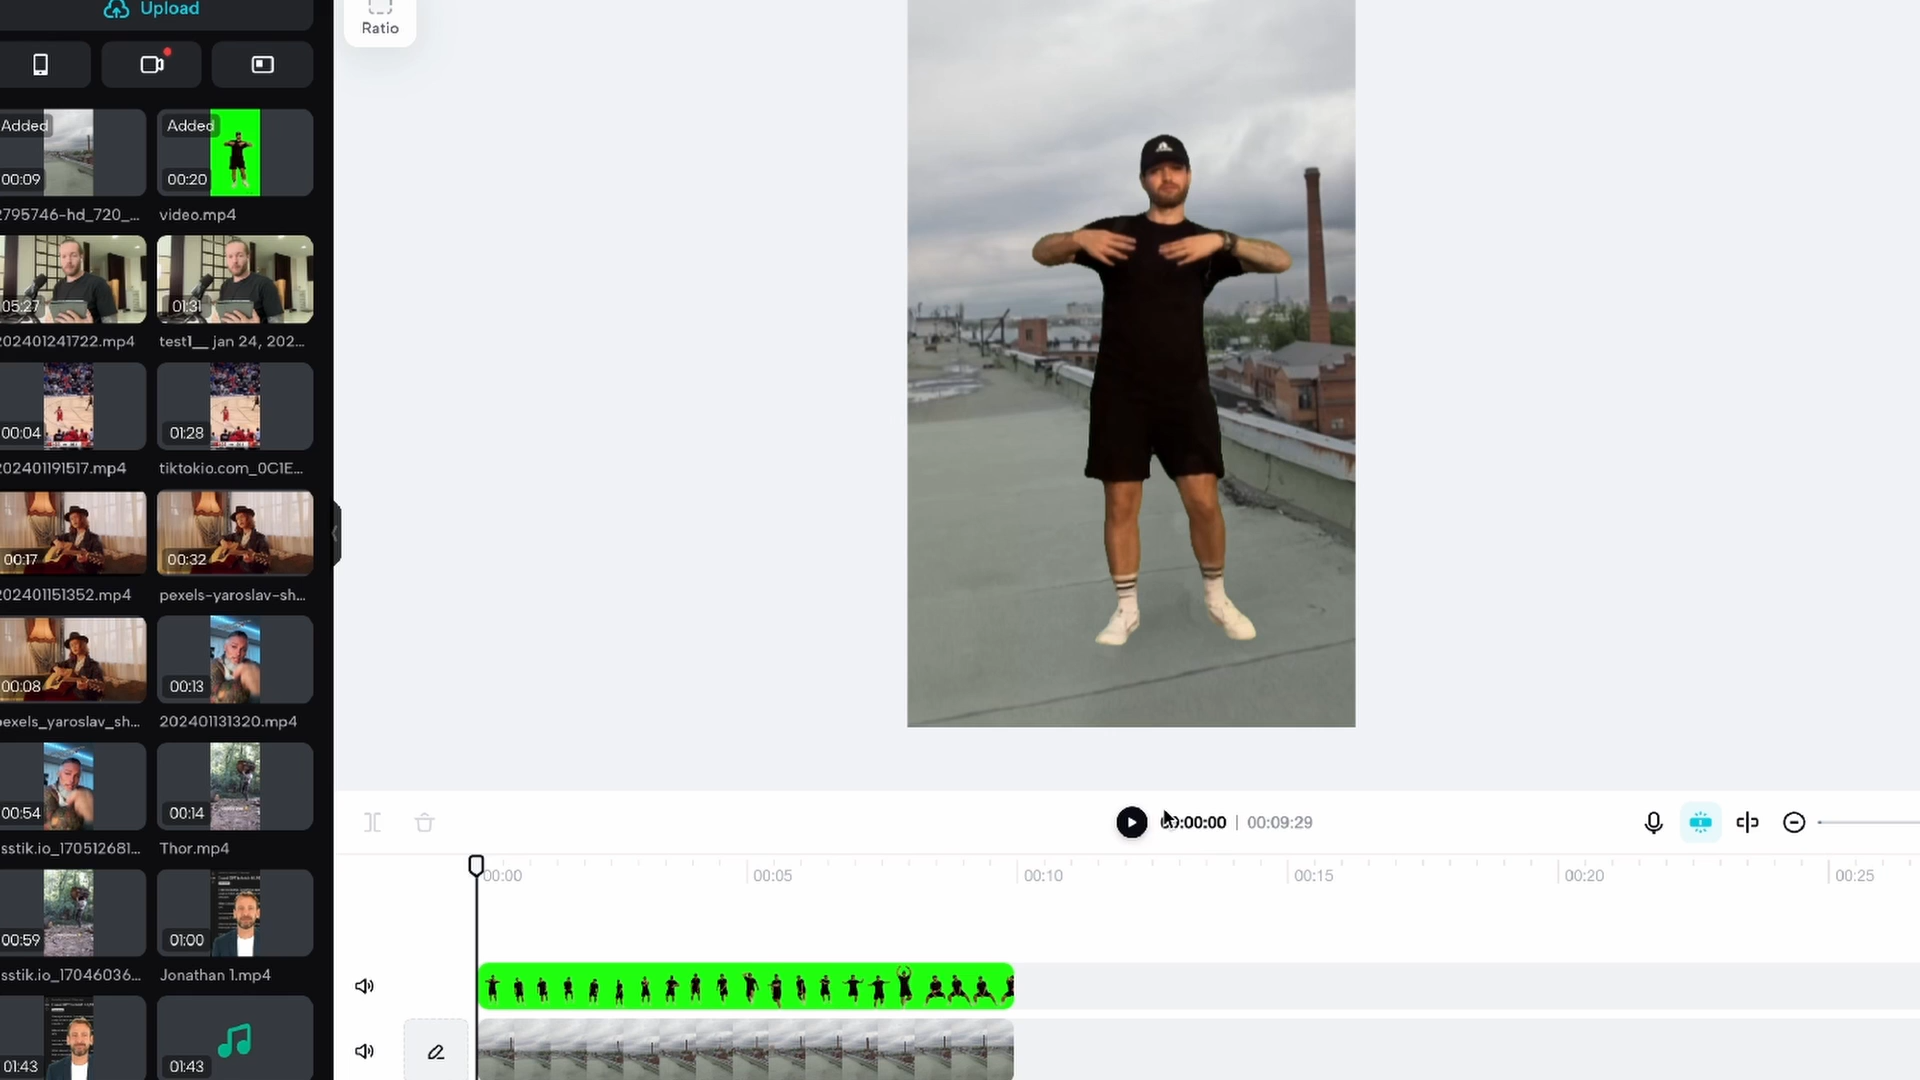 Upload
Ratio
Added
00:09
Added
00:20
2795746-hd_720_...
video.mp4
05:27
01:31
202401241722.mp4
test1__ jan 24, 202...
00:04
01:28
202401191517.mp4
tiktokio.com_0C1E...
00:17
00:32
202401151352.mp4
pexels-yaroslav-sh...
00:08
00:13
pexels_yaroslav_sh...
202401131320.mp4
00:54
00:14
sstik.io_170512681...
Thor.mp4
00:59
01:00
sstik.io_17046036...
Jonathan 1.mp4
01:43
01:43
:00:00 | 00:09:29
00:00
00:05
00:10
00:15
00:20
00:25